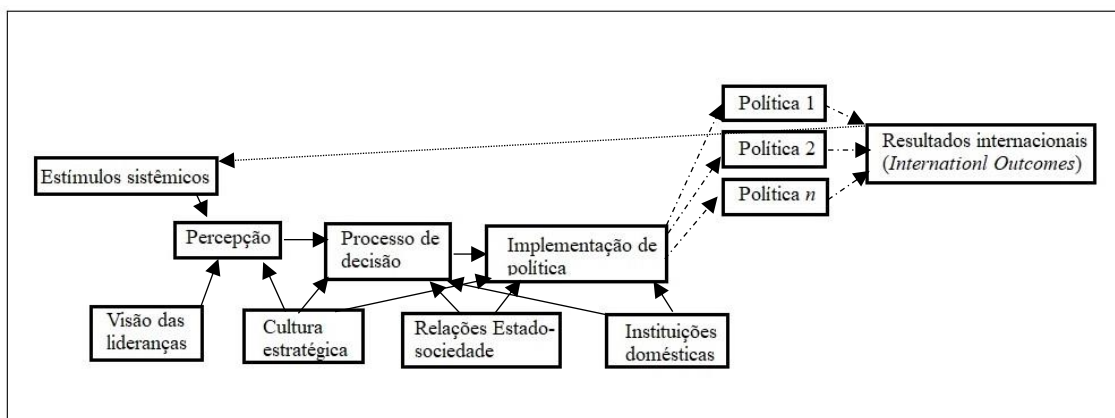 Política 1
Política 2
Política n
Resultados internacionais
(Internationl Outcomes)
Estímulos sistêmicos
Percepção
Processo de
decisão
Implementação de
política
Visão das
lideranças
Cultura
estratégica
Relações Estado-
sociedade
Instituições
domésticas